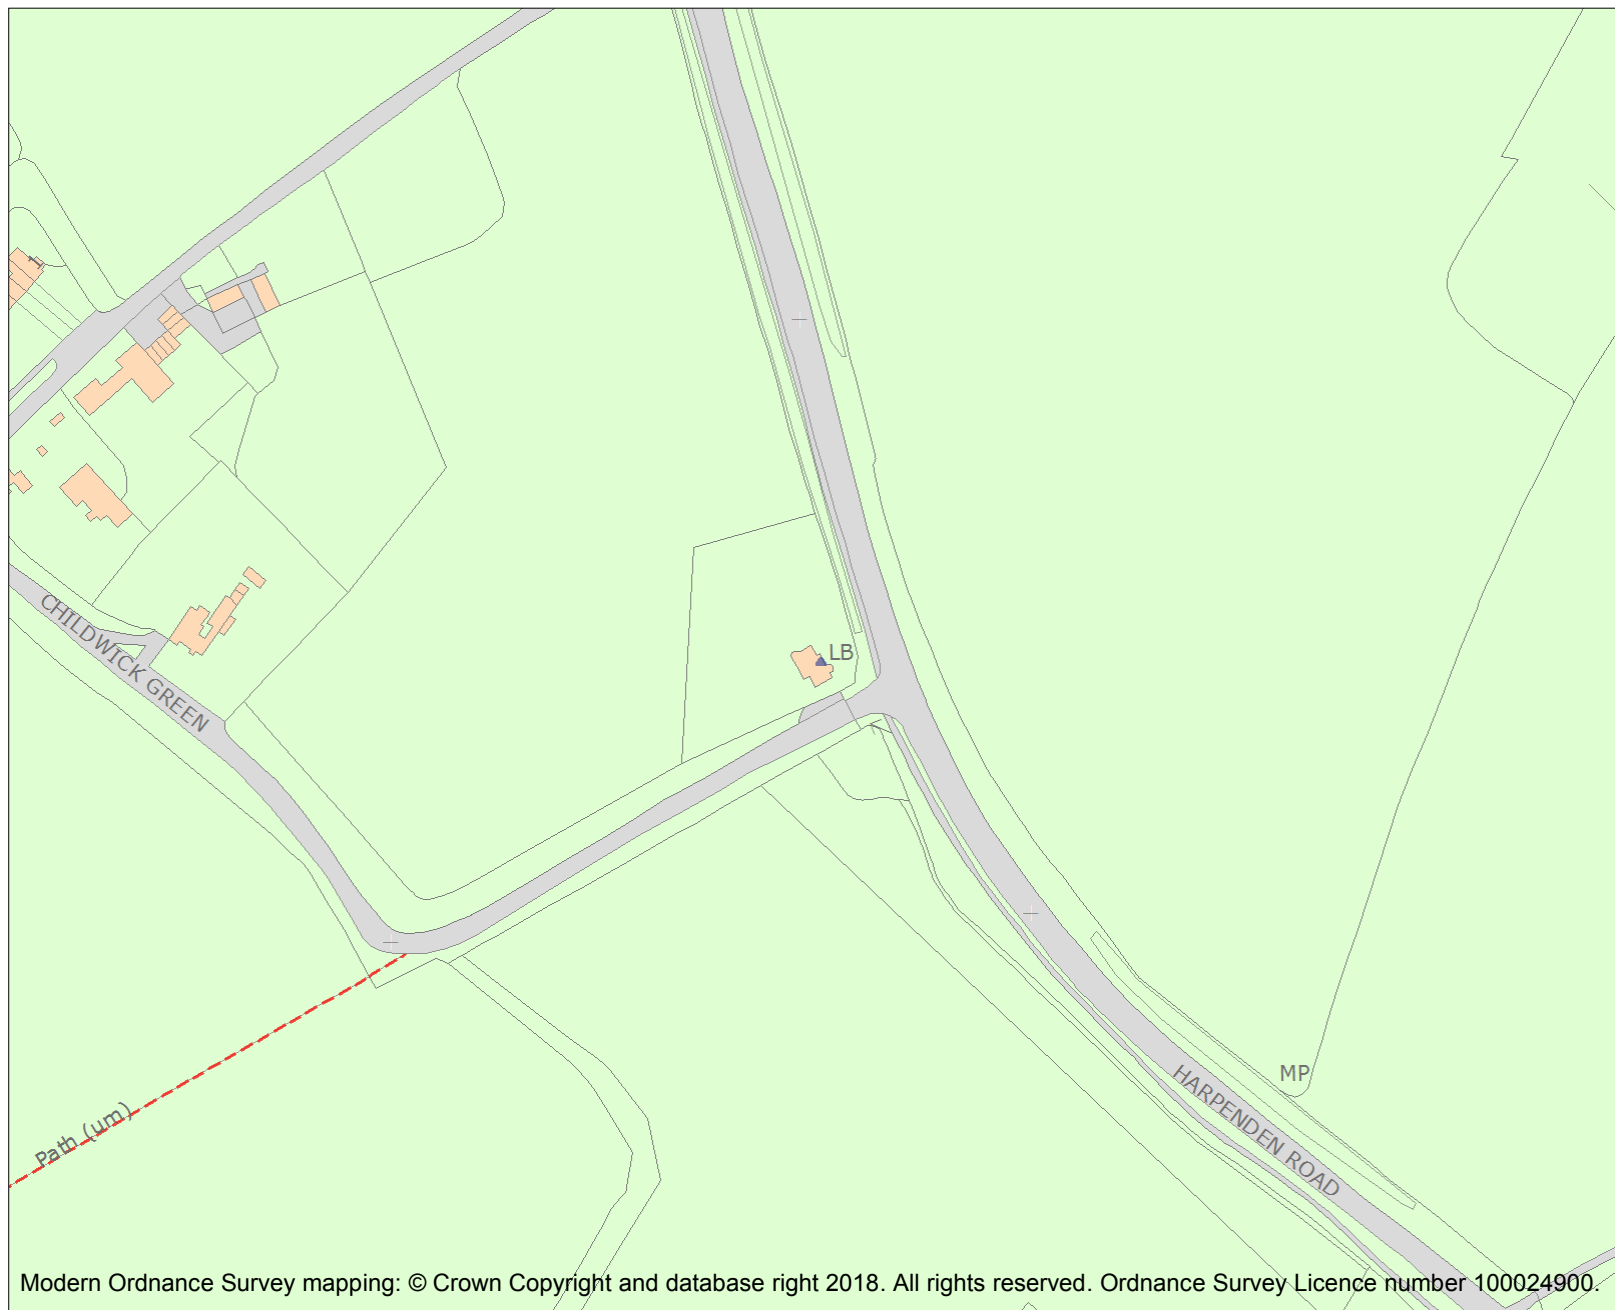 1
CHILDWICK GREEN
LB
MP
HARPENDEN ROAD
Path (um)
Modern Ordnance Survey mapping: © Crown Copyright and database right 2018. All rights reserved. Ordnance Survey Licence number 100024900.